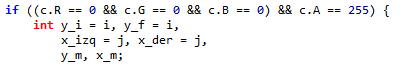 if ((c.R == 0 && c.G == 0 && c.B == 0) && c.A == 255) {
int y_i = i, y_f = i,
x_izq = j, x_der = j,
y_m, x_m;